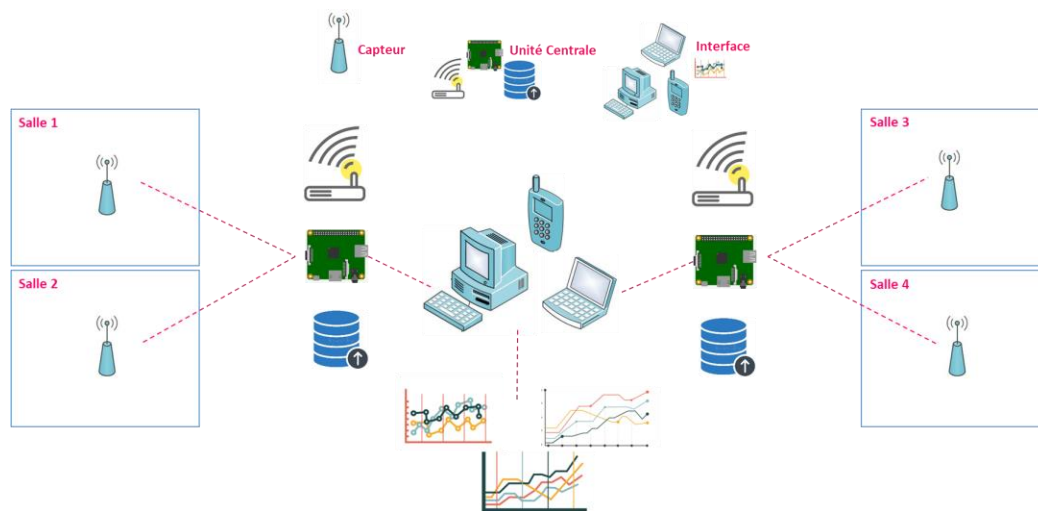 Capteur
Unité Centrale
Interface
Salle 1
Salle 3
Salle 2
Salle 4